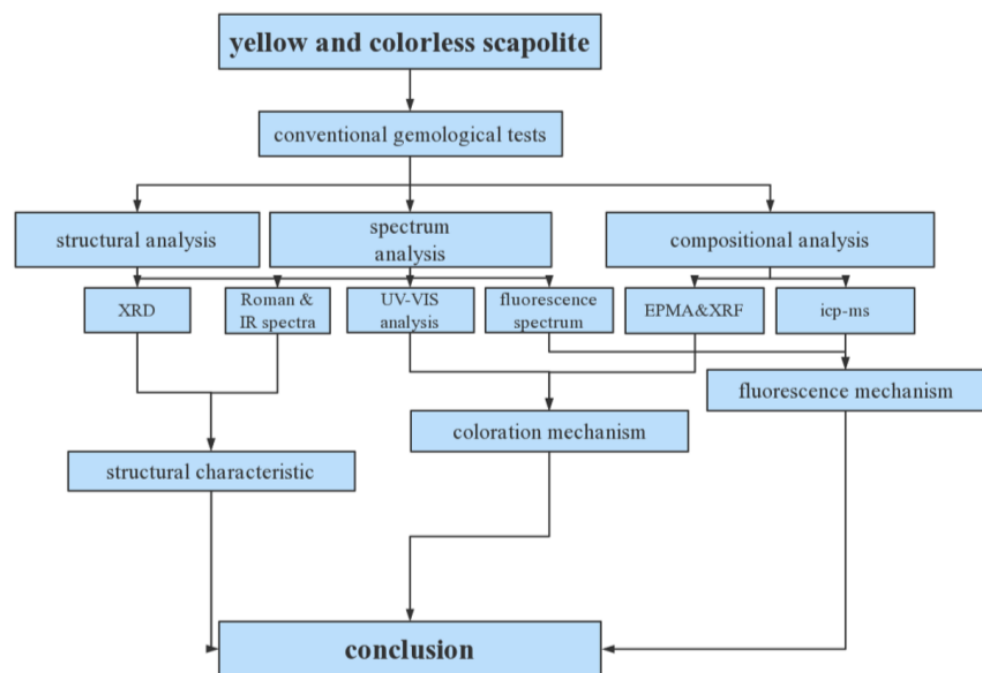 yellow and colorless scapolite
conventional gemological tests
structural analysis
spectrum
analysis
compositional analysis
XRD
Roman &
IR spectra
UV-VIS
analysis
fluorescence
spectrum
EPMA&XRF
icp-ms
fluorescence mechanism
coloration mechanism
structural characteristic
conclusion